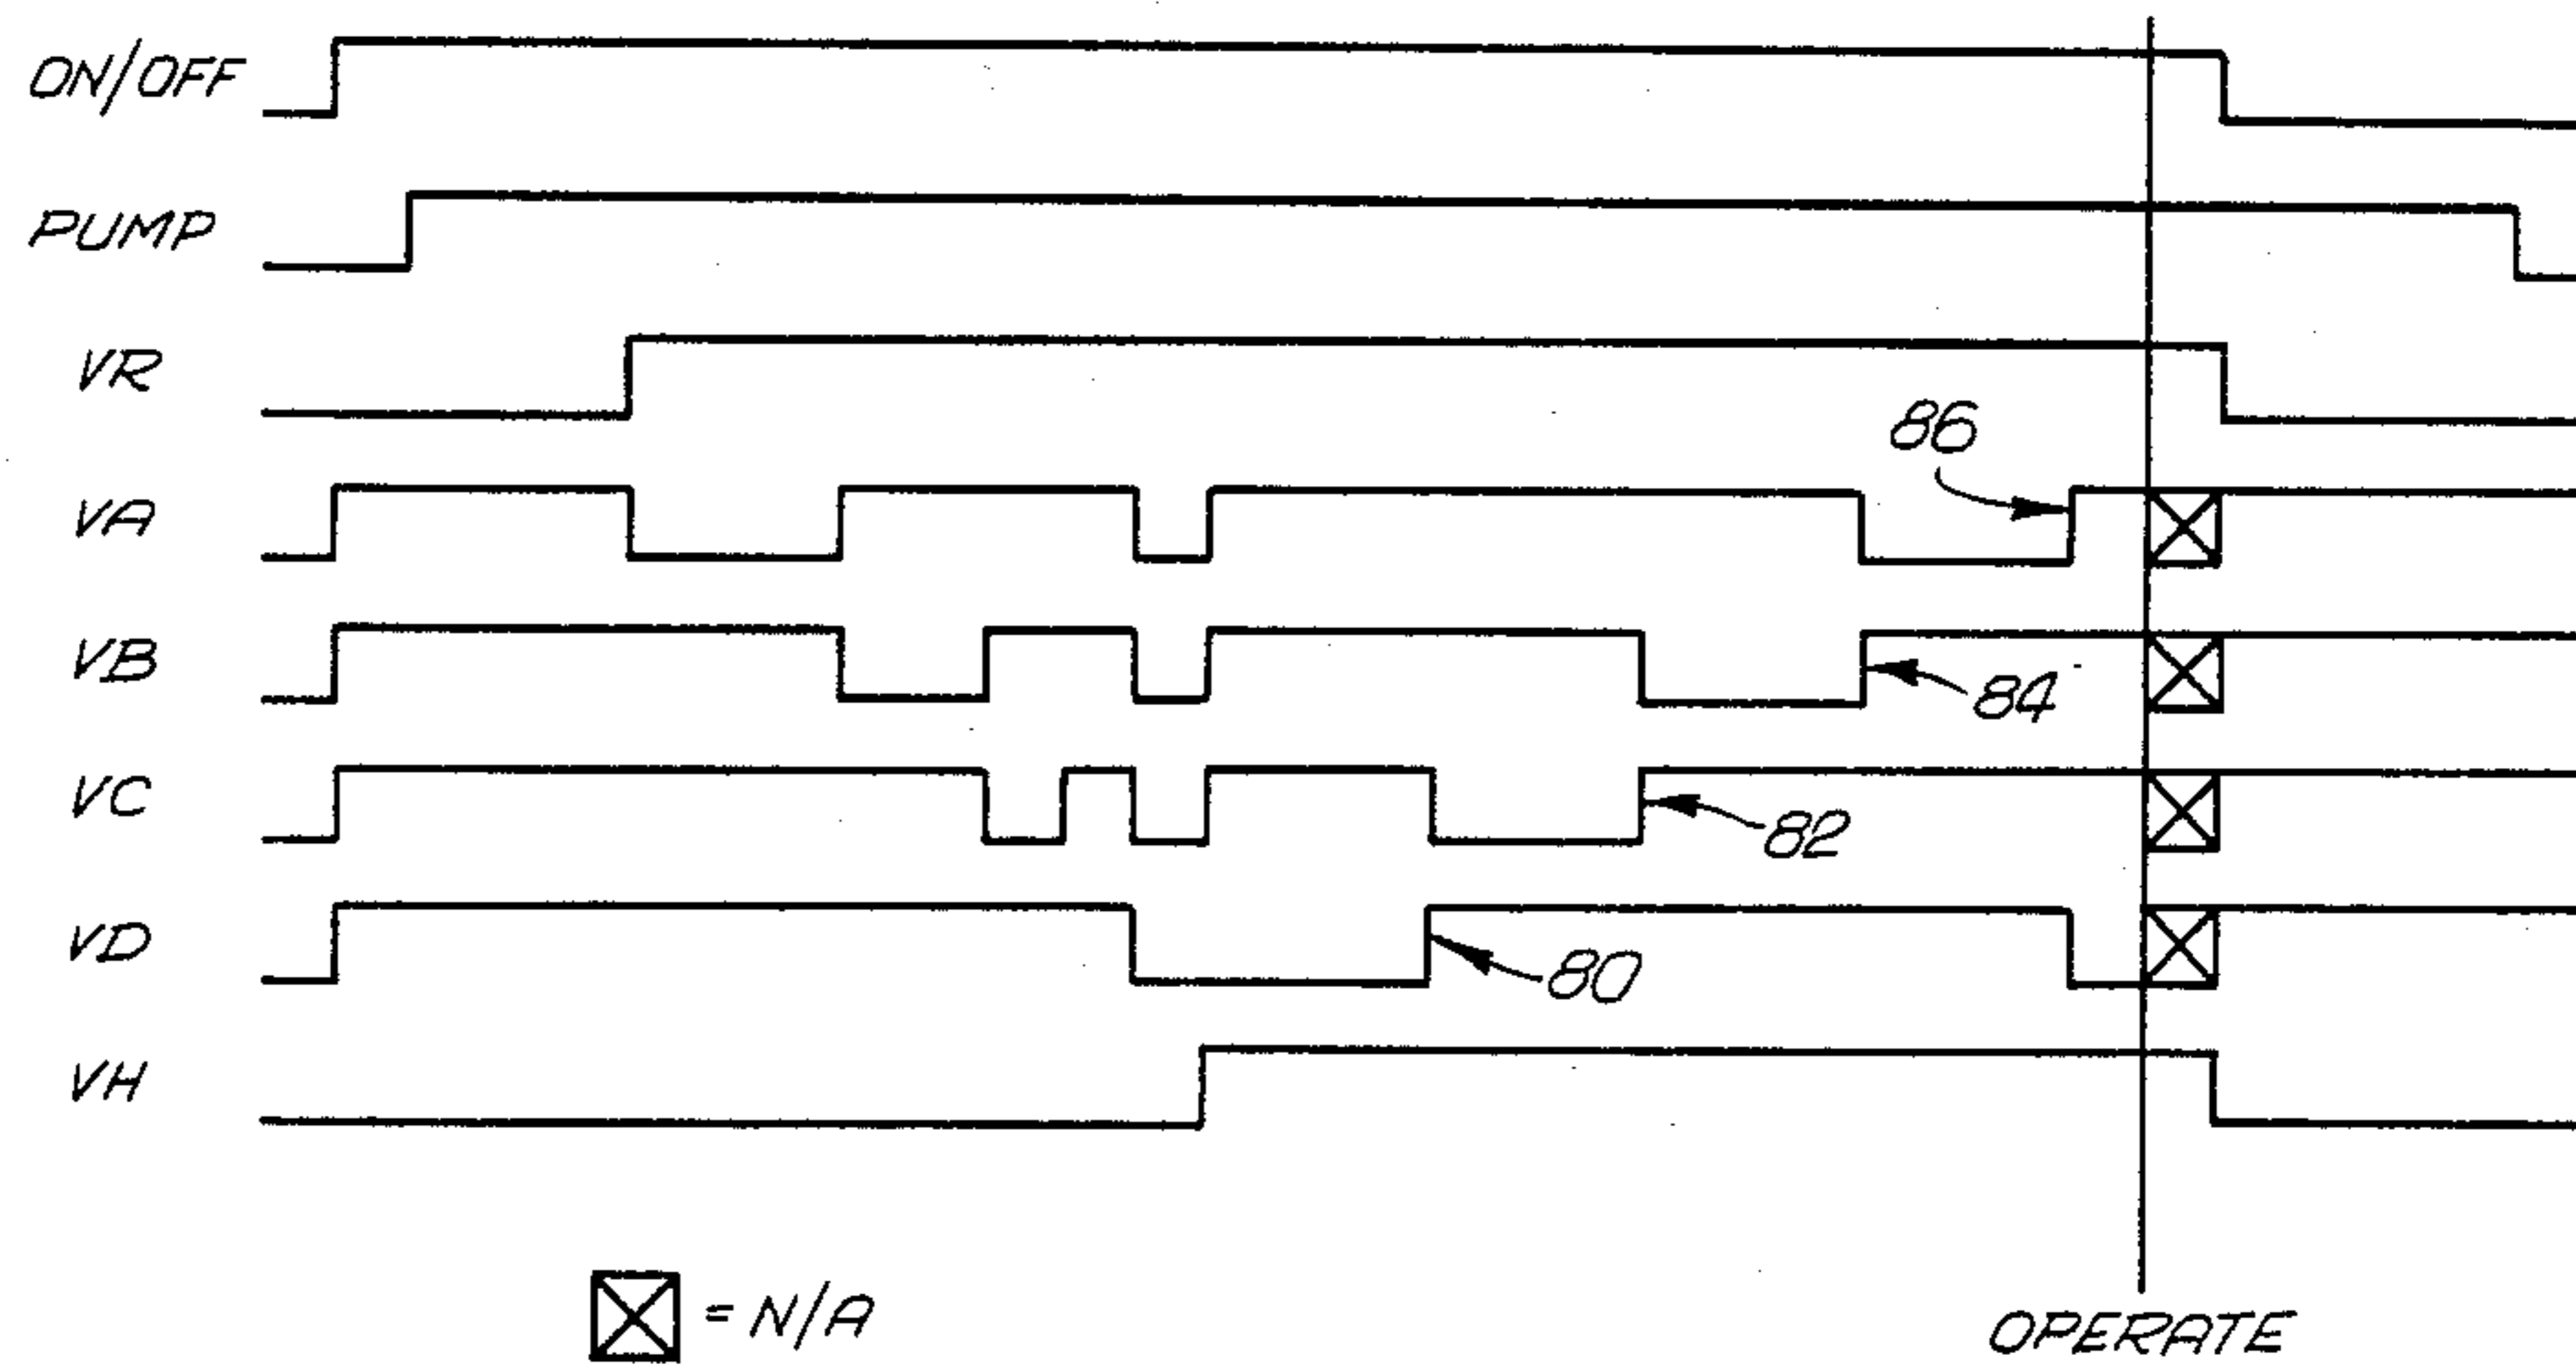 ON/OFF
PUMP
VR
86
VA
VB
84
VC
82
VD
80
VH
= N/A
OPERATE